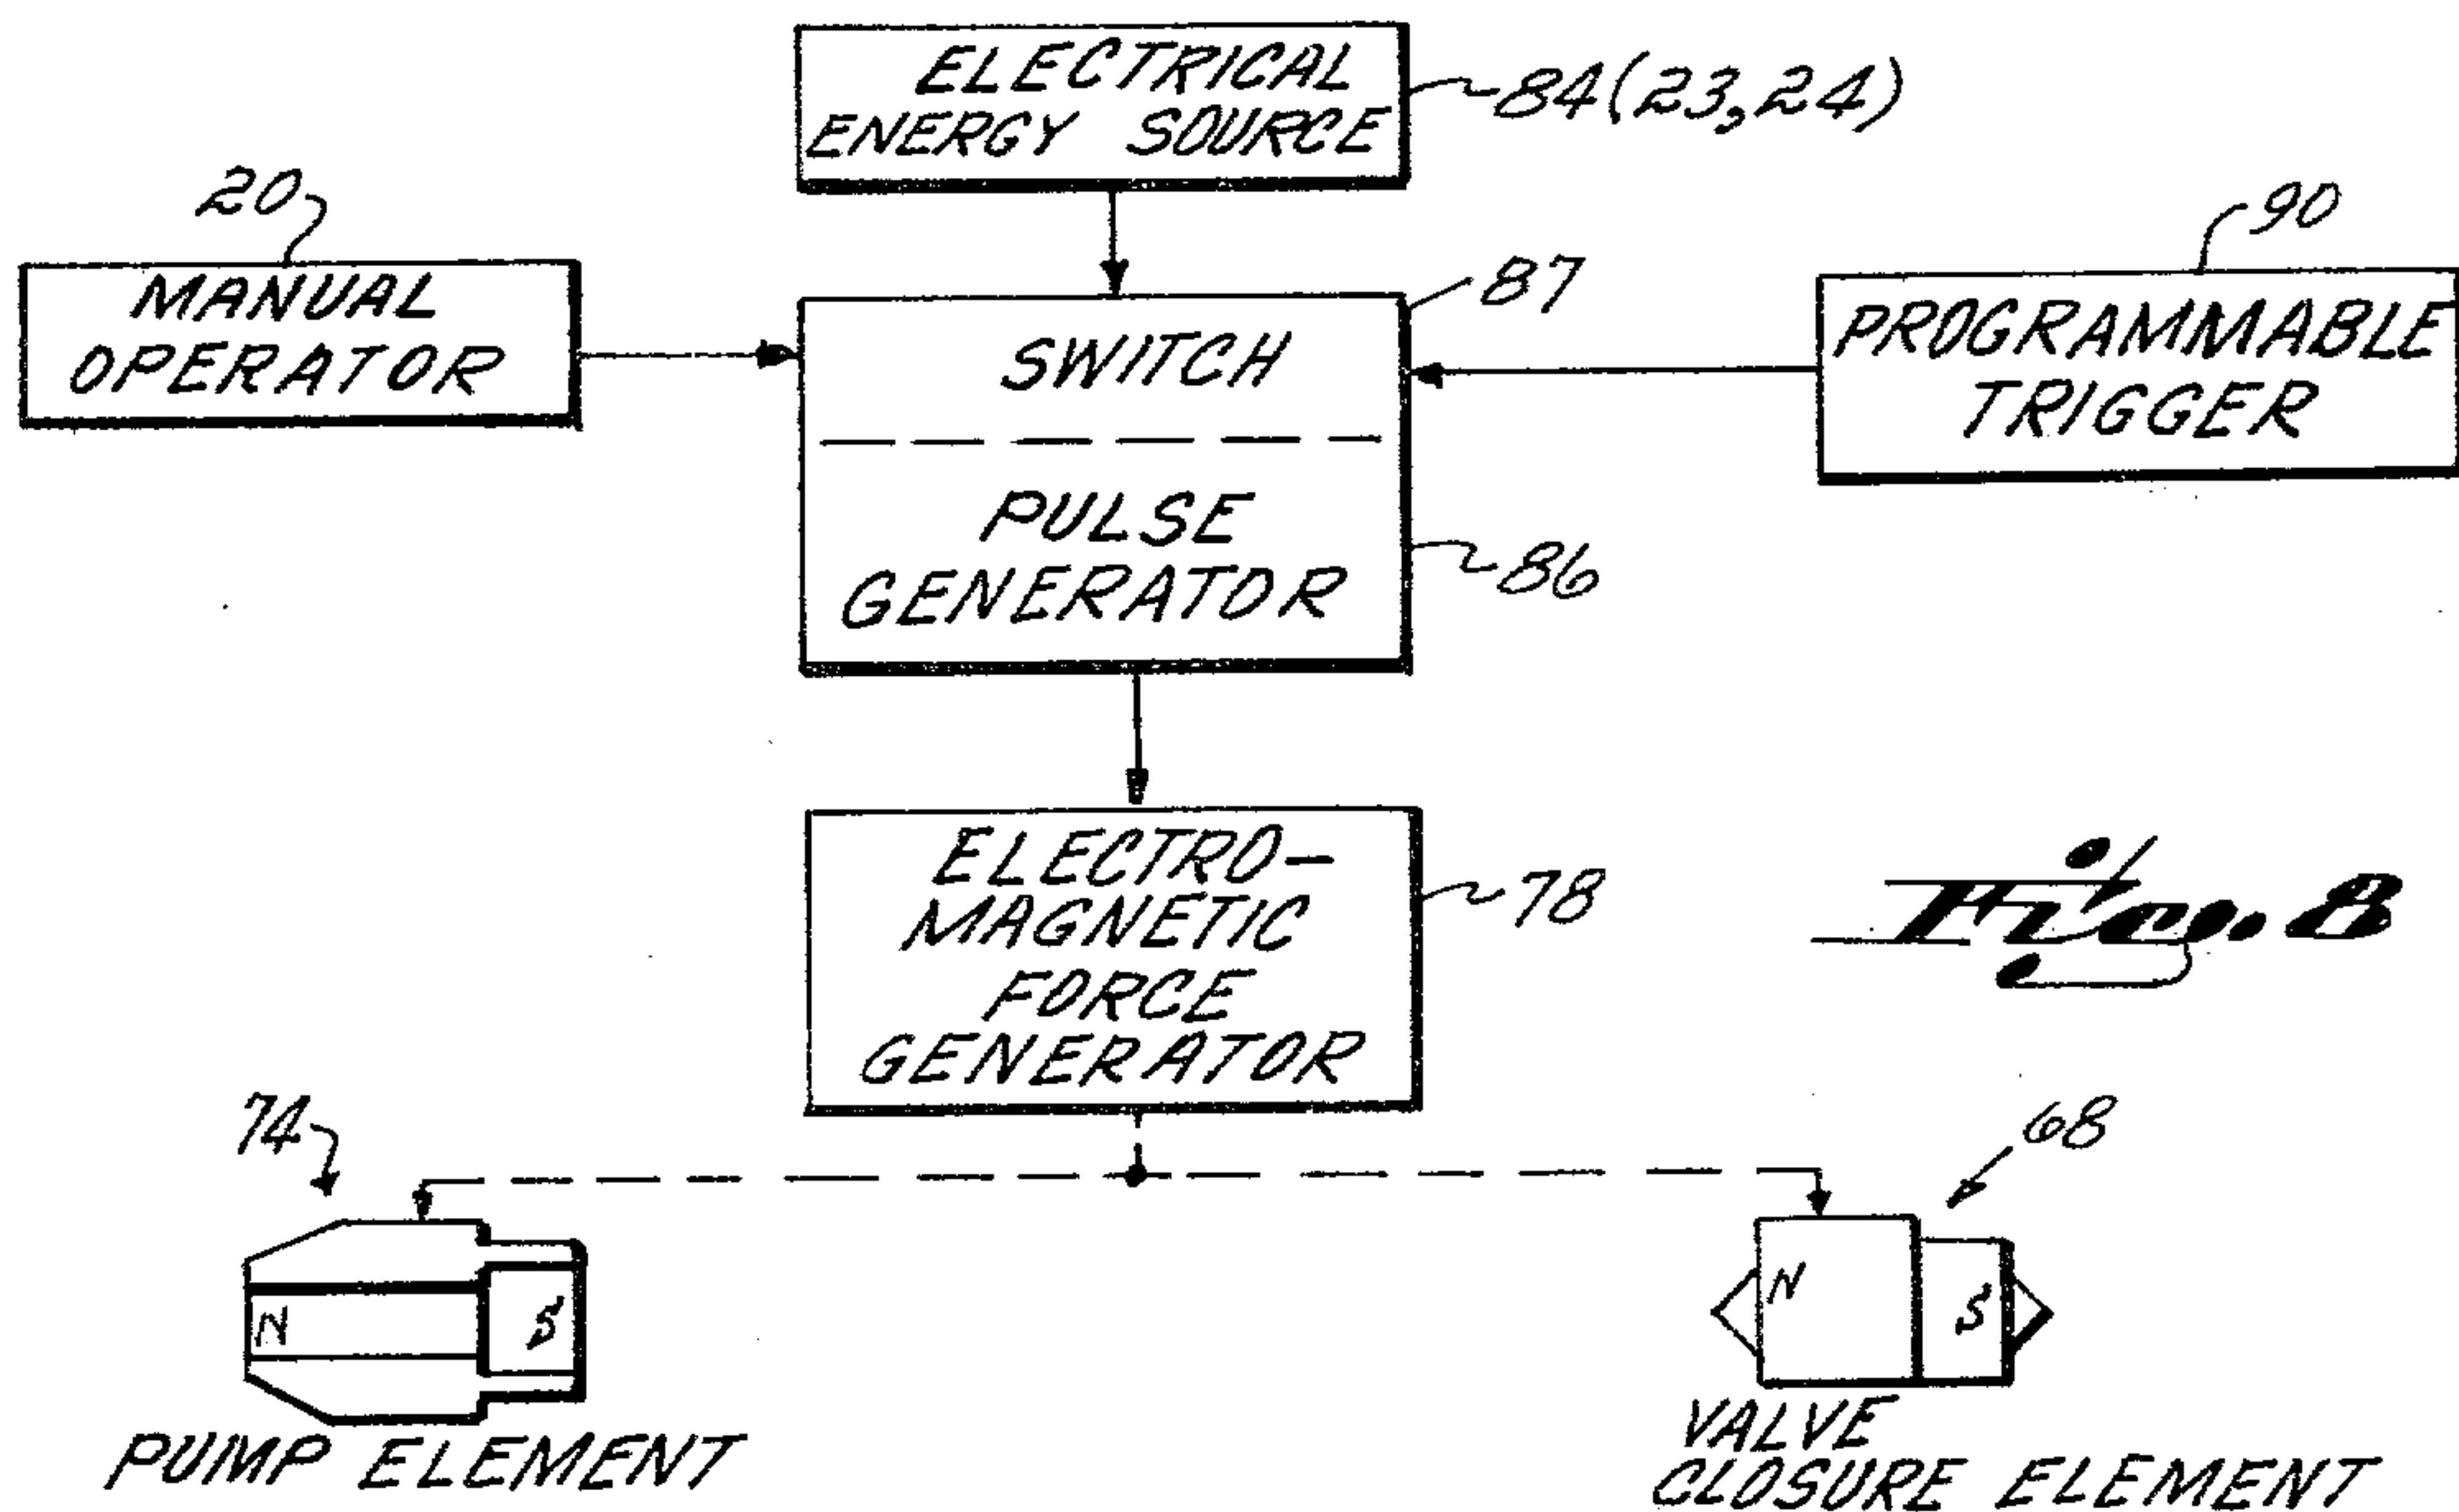 ELECTRICAL
ENERGY SOURCE
84(23,24)
20
MANUAL
OPERATOR
90
PROGRAMMABLE
TRIGGER
87
SWITCH
PULSE
GENERATOR
86
ELECTRO-
MAGNETIC
FORCE
GENERATOR
78
Fig. 8
74
N
S
PUMP ELEMENT
68
N
S
VALVE
CLOSURE ELEMENT